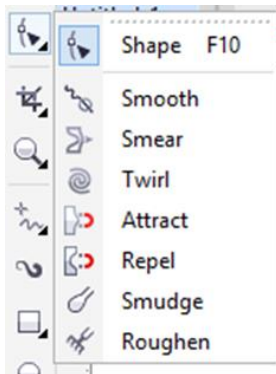 Shape F10
Smooth
Smear
Twirl
Attract
Repel
Smudge
Roughen